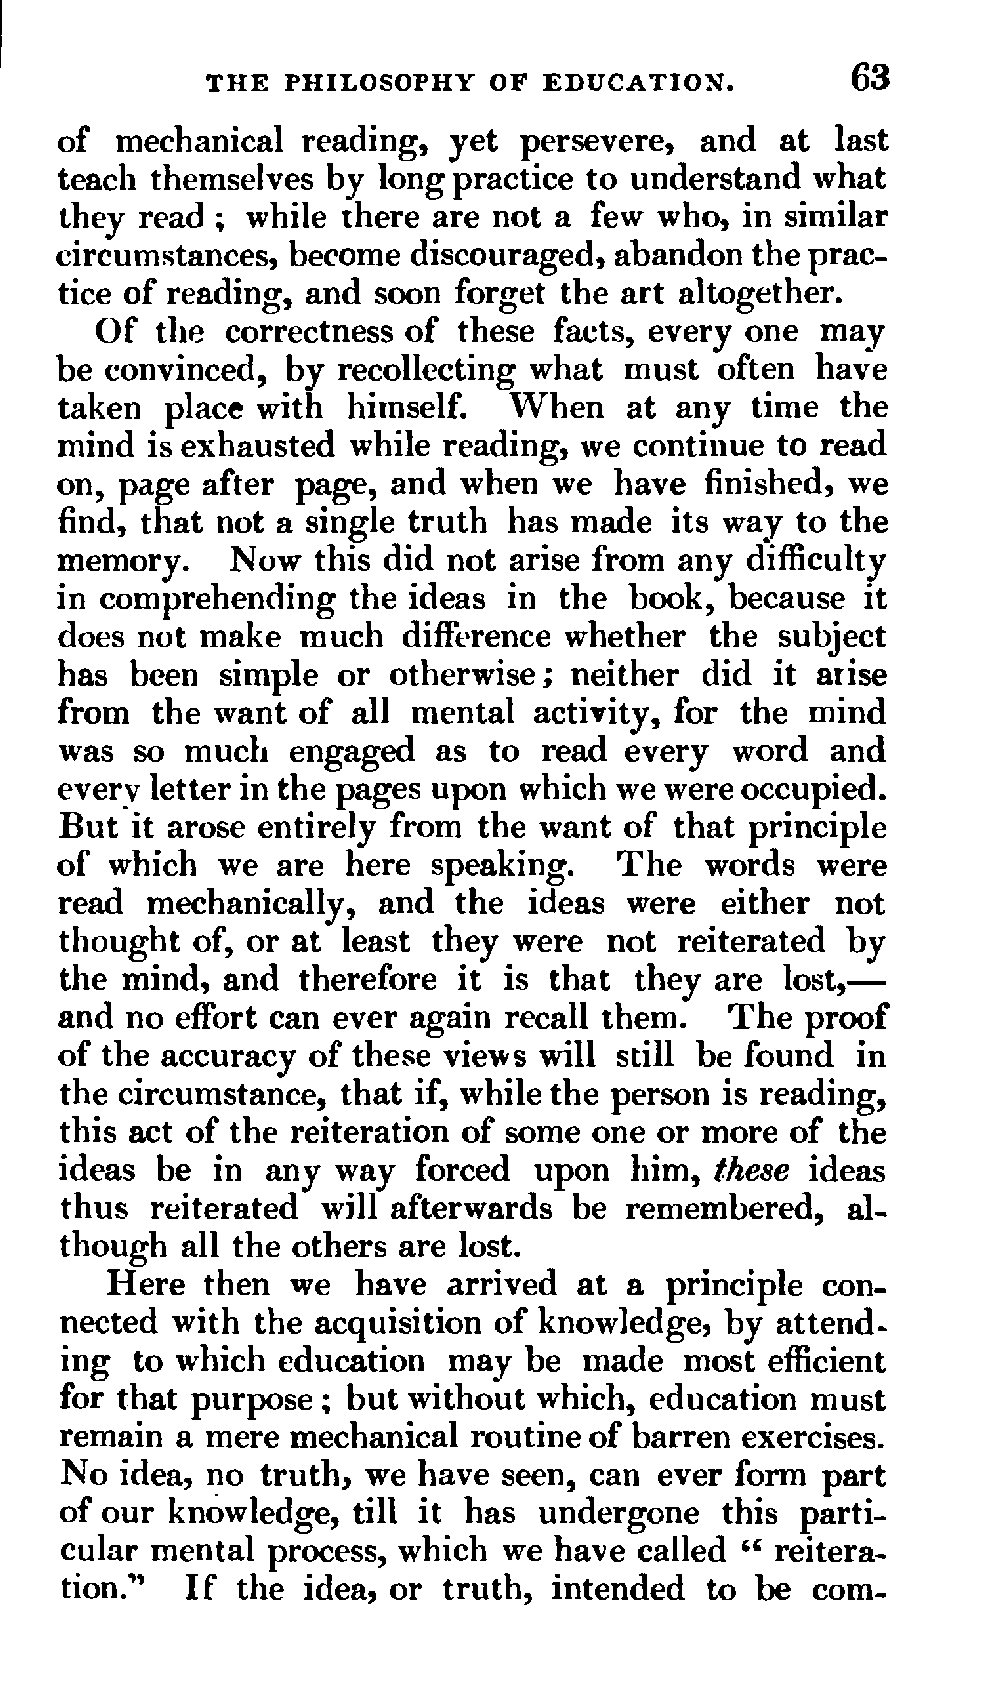 THE PHILOSOPHY OF EDUCATION. 63
of mechanical reading, yet persevere, and at last
teach themselves by long practice to understand what
they read ; while there are not a few who, in similar
circumstances, become discouraged, abandon the prac-
tice of reading, and soon forget the art altogether.
Of the correctness of these facts, every one may
be convinced, by recollecting what must often have
taken place with himself. When at any time the
mind is exhausted while reading, we continue to read
on, page after page, and when we have finished, we
find, that not a single truth has made its way to the
memory. Now this did not arise from any difficulty
in comprehending the ideas in the book, because it
does not make much difference whether the subject
has been simple or otherwise; neither did it arise
from the want of all mental activity, for the mind
was so much engaged as to read every word and
every letter in the pages upon which we were occupied.
But it arose entirely from the want of that principle
of which we are here speaking. The words were
read mechanically, and the ideas were either not
thought of, or at least they were not reiterated by
the mind, and therefore it is that they are lost,—
and no effort can ever again recall them. The proof
of the accuracy of these views will still be found in
the circumstance, that if, while the person is reading,
this act of the reiteration of some one or more of the
ideas be in any way forced upon him, these ideas
thus reiterated will afterwards be remembered, al-
though all the others are lost.
Here then we have arrived at a principle con-
nected with the acquisition of knowledge, by attend-
ing to which education may be made most efficient
for that purpose ; but without which, education must
remain a mere mechanical routine of barren exercises.
No idea, no truth, we have seen, can ever form part
of our knowledge, till it has undergone this parti-
cular mental process, which we have called “ reitera-
tion.” If the idea, or truth, intended to be com-